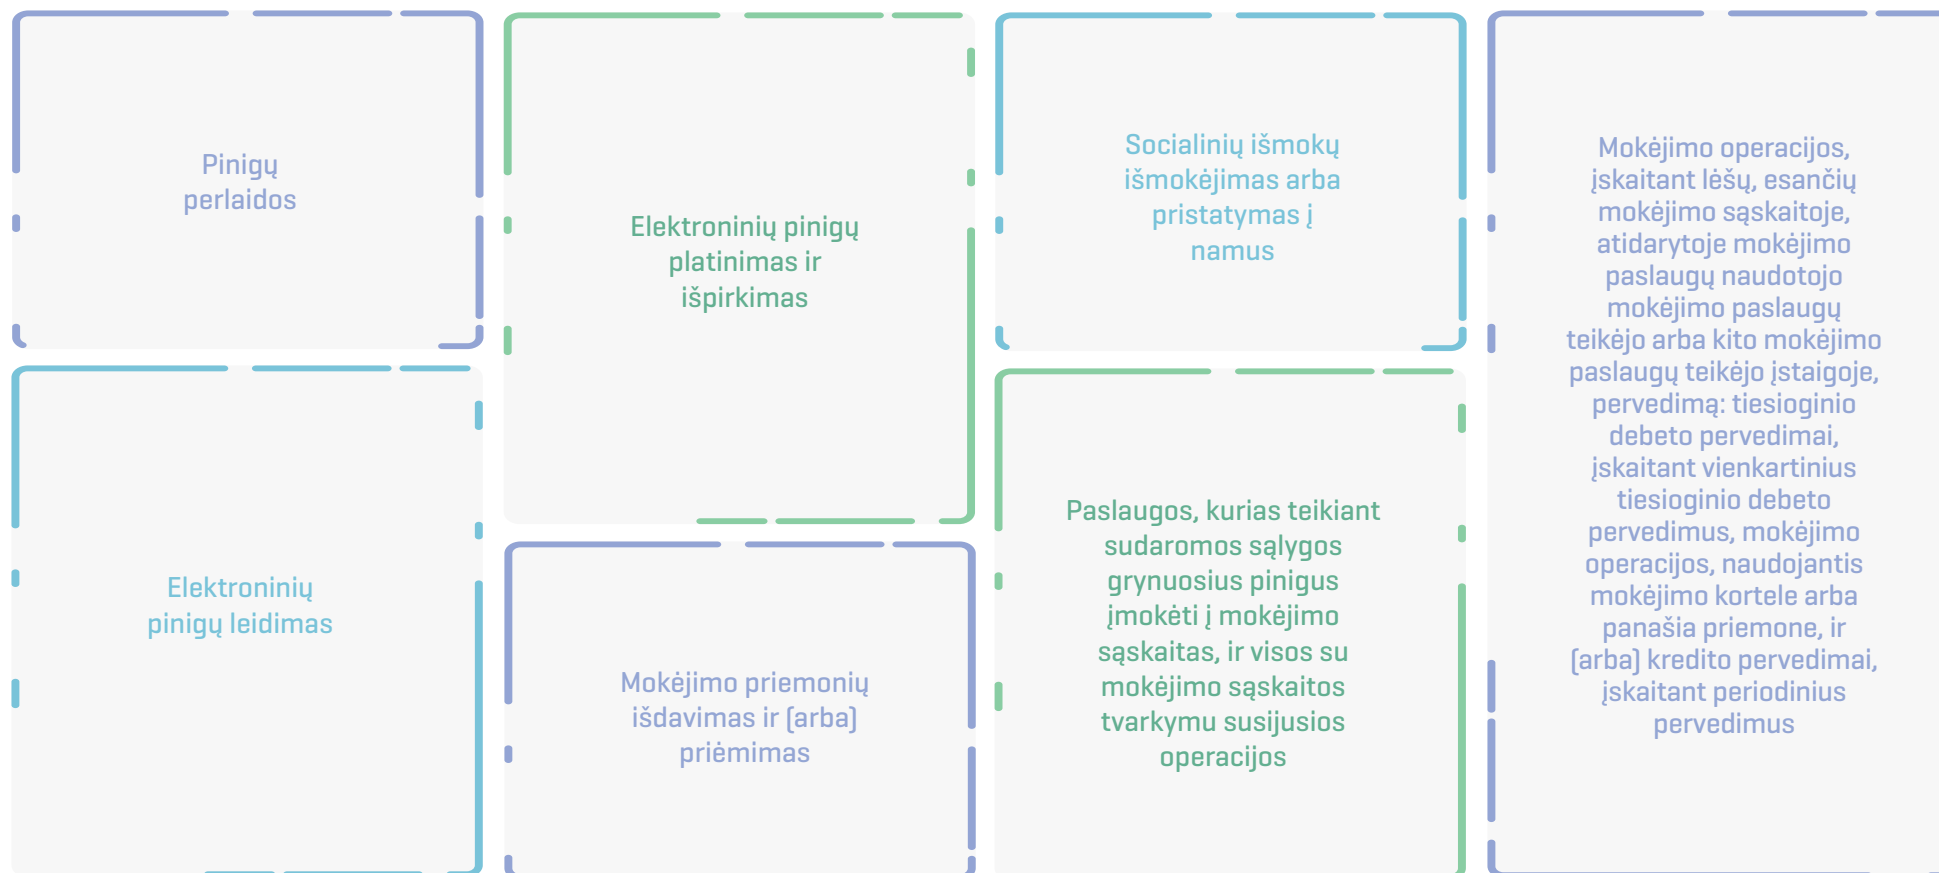 Pinigų
perlaidos
Elektroninių
pinigų leidimas
Elektroninių pinigų
platinimas ir
išpirkimas
Mokėjimo priemonių
išdavimas ir (arba)
priėmimas
Socialinių išmokų
išmokėjimas arba
pristatymas į
namus
Paslaugos, kurias teikiant
sudaromos sąlygos
grynuosius pinigus
įmokėti į mokėjimo
sąskaitas, ir visos su
mokėjimo sąskaitos
tvarkymu susijusios
operacijos
Mokėjimo operacijos,
įskaitant lėšų, esančių
mokėjimo sąskaitoje,
atidarytoje mokėjimo
paslaugų naudotojo
mokėjimo paslaugų
teikėjo arba kito mokėjimo
paslaugų teikėjo įstaigoje,
pervedimą: tiesioginio
debeto pervedimai,
įskaitant vienkartinius
tiesioginio debeto
pervedimus, mokėjimo
operacijos, naudojantis
mokėjimo kortele arba
panašia priemone, ir
(arba) kredito pervedimai,
įskaitant periodinius
pervedimus